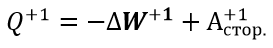 Q⁺¹ = −ΔW⁺¹ + A⁺¹стор.